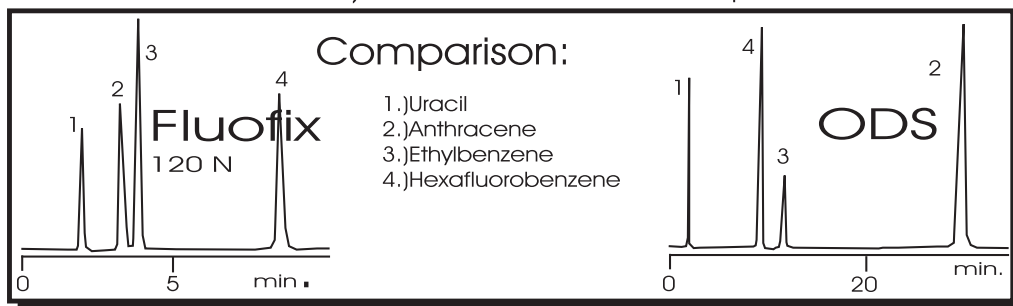 Comparison:
1.)Uracil
2.)Anthracene
3.)Ethylbenzene
4.)Hexafluorobenzene
Fluofix
120 N
1
2
3
4
0
5
min.
ODS
1
4
3
2
0
20
min.